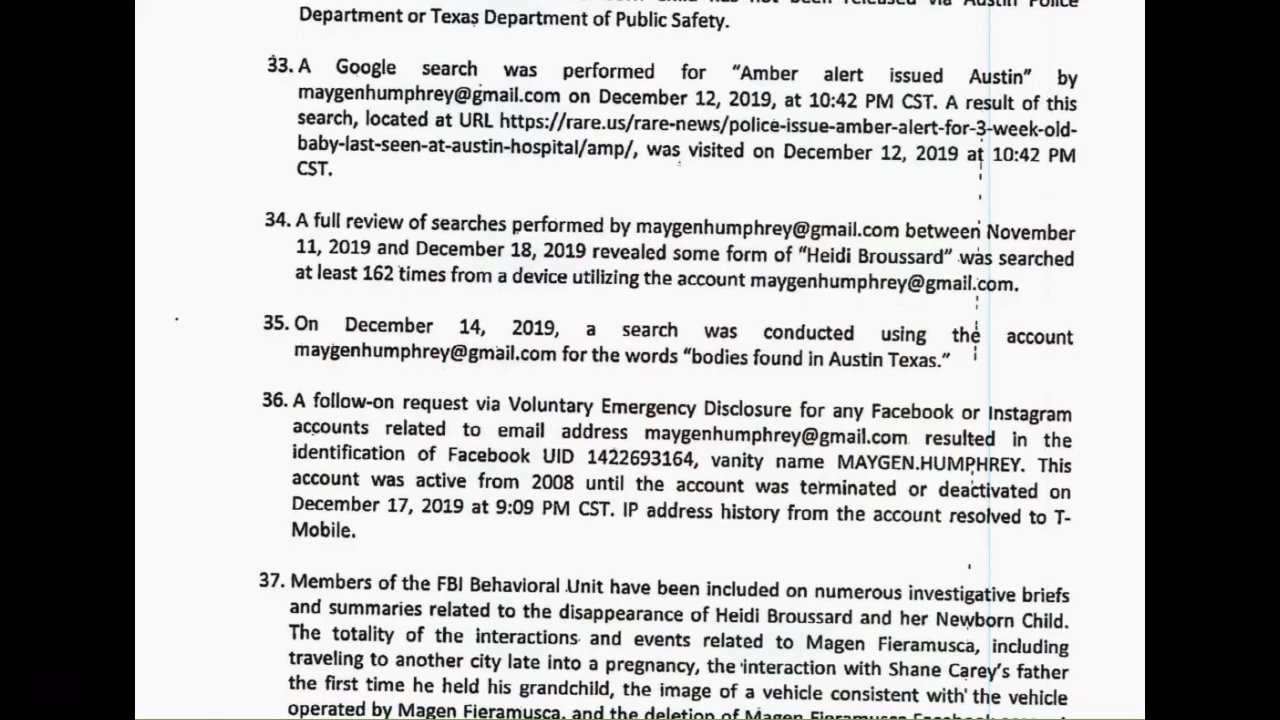 Child has not been released via Austin Police
Department or Texas Department of Public Safety.
33. A Google search was performed for “Amber alert issued Austin” by
maygenhumphrey@gmail.com on December 12, 2019, at 10:42 PM CST. A result of this
search, located at URL https://rare.us/rare-news/police-issue-amber-alert-for-3-week-old-
baby-last-seen-at-austin-hospital/amp/, was visited on December 12, 2019 at 10:42 PM
CST.
34. A full review of searches performed by maygenhumphrey@gmail.com between November
11, 2019 and December 18, 2019 revealed some form of “Heidi Broussard” was searched
at least 162 times from a device utilizing the account maygenhumphrey@gmail.com.
35. On December 14, 2019, a search was conducted using the account
maygenhumphrey@gmail.com for the words “bodies found in Austin Texas.”
36. A follow-on request via Voluntary Emergency Disclosure for any Facebook or Instagram
accounts related to email address maygenhumphrey@gmail.com resulted in the
identification of Facebook UID 1422693164, vanity name MAYGEN.HUMPHREY. This
account was active from 2008 until the account was terminated or deactivated on
December 17, 2019 at 9:09 PM CST. IP address history from the account resolved to T-
Mobile.
37. Members of the FBI Behavioral Unit have been included on numerous investigative briefs
and summaries related to the disappearance of Heidi Broussard and her Newborn Child.
The totality of the interactions and events related to Magen Fieramusca, including
traveling to another city late into a pregnancy, the interaction with Shane Carey’s father
the first time he held his grandchild, the image of a vehicle consistent with the vehicle
operated by Magen Fieramusca, and the deletion of Magen Fieramusca Facebook account